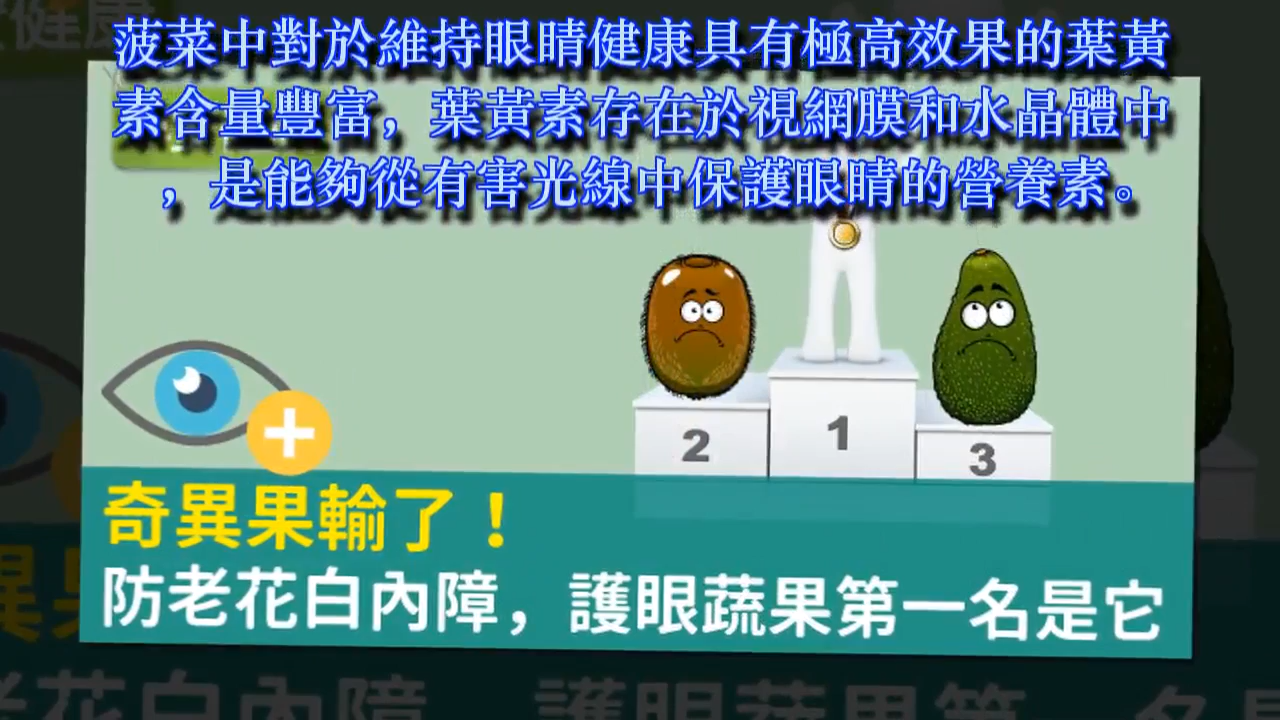 菠菜中對於維持眼睛健康具有極高效果的葉黃
素含量豐富，葉黃素存在於視網膜和水晶體中
，是能夠從有害光線中保護眼睛的營養素。
2
1
3
奇異果輸了！
防老花白內障，護眼蔬果第一名是它